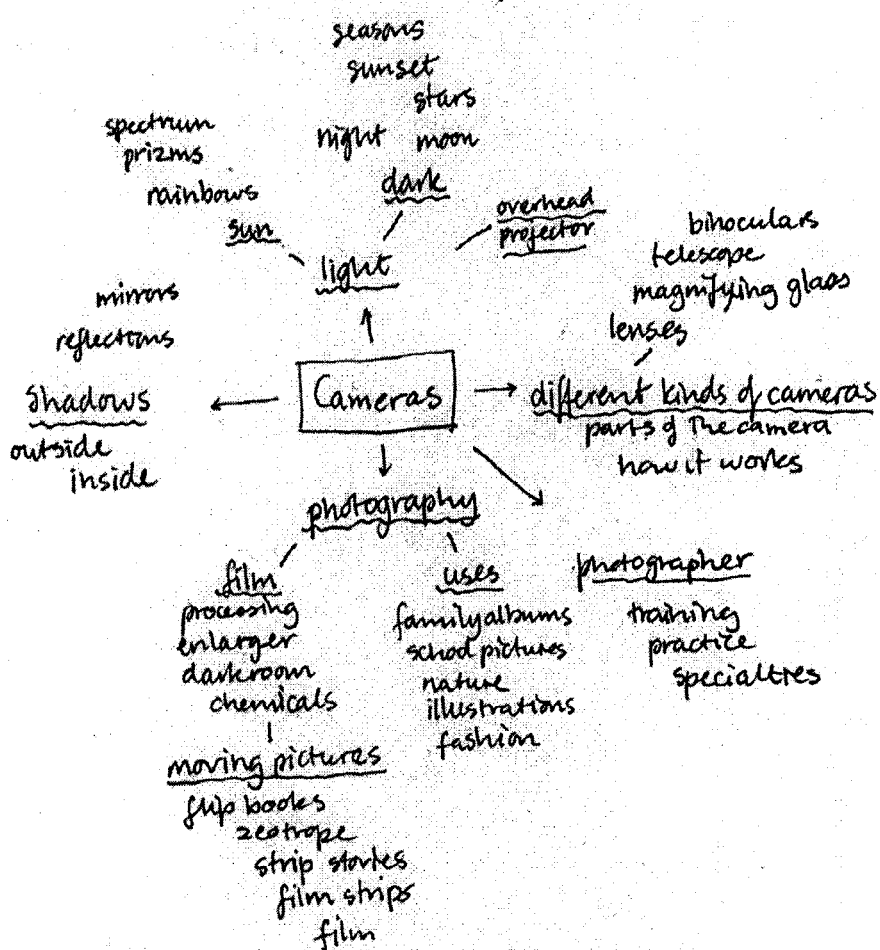 seasons
sunset
stars
night moon
dark
spectrum
prizms
rainbows
sun
overhead
projector
light
mirrors
reflections
shadows
outside
inside
Cameras
binoculars
telescope
magnifying glass
lenses
different kinds of cameras
parts of the camera
how it works
photography
film
processing
enlarger
darkroom
chemicals
moving pictures
flip books
zeotrope
strip stories
film strips
film
uses
family albums
school pictures
nature
illustrations
fashion
photographer
training
practice
specialties